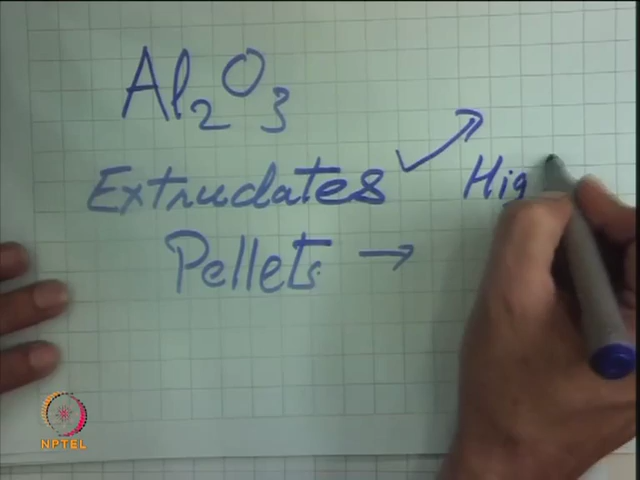 Al₂O₃
Extrudates ✓ ↗
Hig
Pellets →
NPTEL